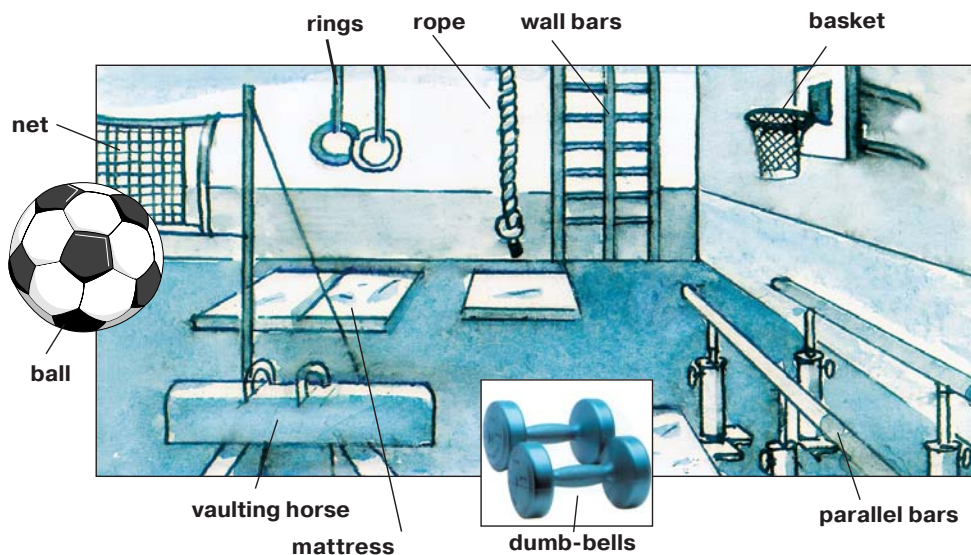 rings
rope
wall bars
basket
net
ball
vaulting horse
mattress
dumb-bells
parallel bars